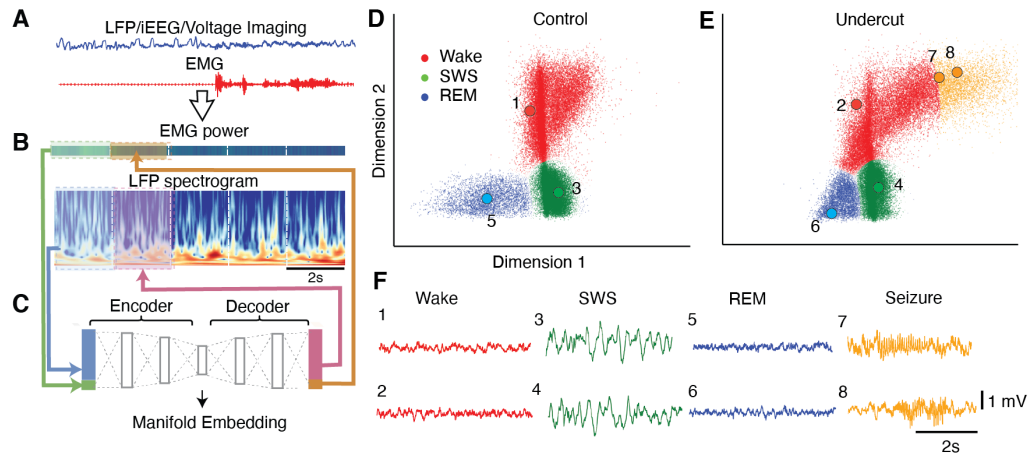 A
LFP/iEEG/Voltage Imaging
EMG
EMG power
B
LFP spectrogram
2s
C
Encoder
Decoder
Manifold Embedding
D
Control
Wake
SWS
REM
1
3
5
Dimension 2
Dimension 1
E
Undercut
7
8
2
4
6
F
Wake
SWS
REM
Seizure
1
3
5
7
2
4
6
8
1 mV
2s